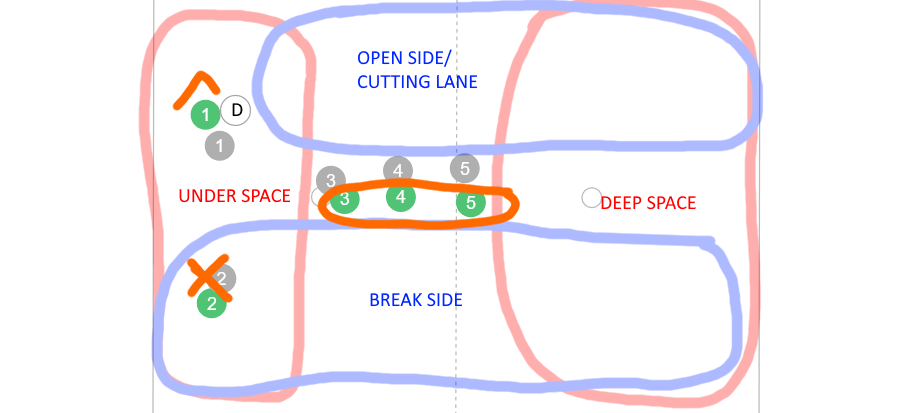 OPEN SIDE/
CUTTING LANE
1 D
1
3 4 5
3 4 5
UNDER SPACE
DEEP SPACE
2
2
BREAK SIDE